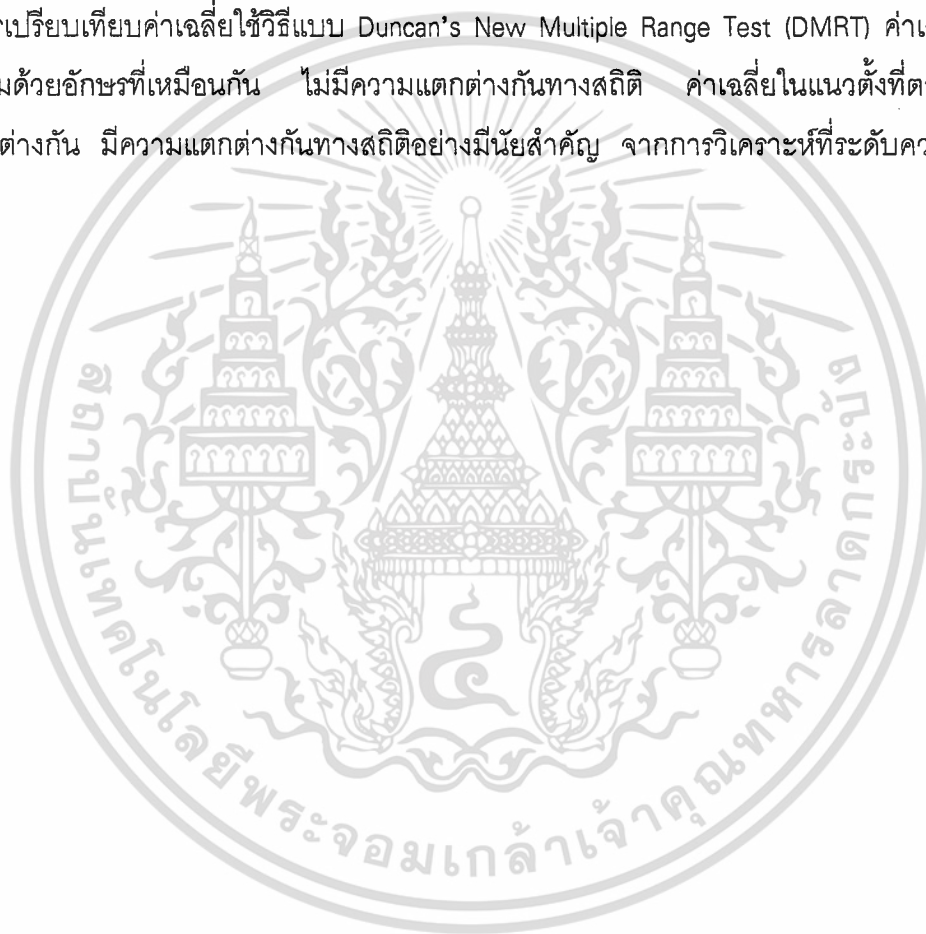 เปรียบเทียบค่าเฉลี่ยใช้วิธีแบบ Duncan's New Multiple Range Test (DMRT)
ด้วยอักษรที่เหมือนกัน ไม่มีความแตกต่างกันทางสถิติ ค่าเฉลี่ยในแนวตั้งที่
ต่างกัน มีความแตกต่างกันทางสถิติอย่างมีนัยสำคัญ จากการวิเคราะห์ที่ระดับ
สถาบันเทคโนโลยีพระจอมเกล้าเจ้าคุณทหารลาดกระบัง
๔